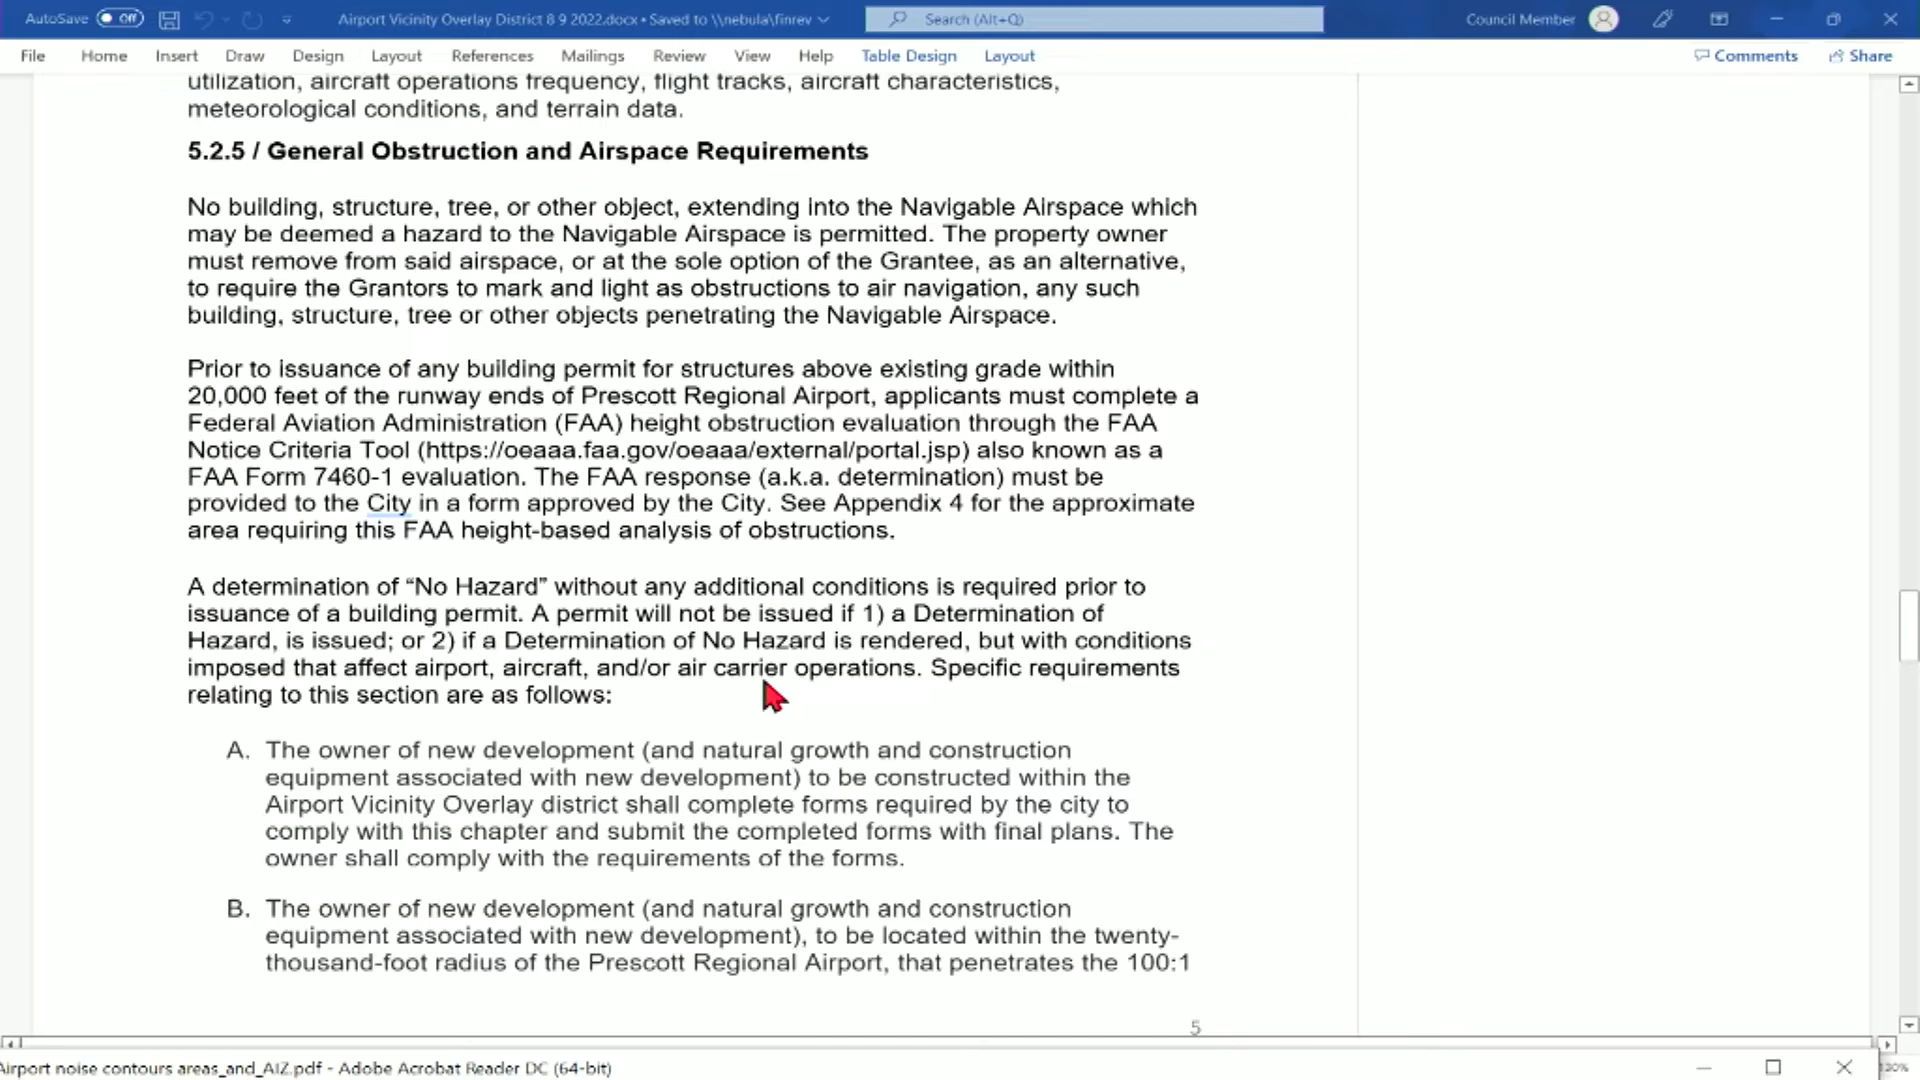 AutoSave Off Airport Vicinity Overlay District 8 9 2022.docx • Saved to \\nebula\finrev Search (Alt+Q) Council Member
File Home Insert Draw Design Layout References Mailings Review View Help Table Design Layout Comments Share
utilization, aircraft operations frequency, flight tracks, aircraft characteristics,
meteorological conditions, and terrain data.
5.2.5 / General Obstruction and Airspace Requirements
No building, structure, tree, or other object, extending into the Navigable Airspace which
may be deemed a hazard to the Navigable Airspace is permitted. The property owner
must remove from said airspace, or at the sole option of the Grantee, as an alternative,
to require the Grantors to mark and light as obstructions to air navigation, any such
building, structure, tree or other objects penetrating the Navigable Airspace.
Prior to issuance of any building permit for structures above existing grade within
20,000 feet of the runway ends of Prescott Regional Airport, applicants must complete a
Federal Aviation Administration (FAA) height obstruction evaluation through the FAA
Notice Criteria Tool (https://oeaaa.faa.gov/oeaaa/external/portal.jsp) also known as a
FAA Form 7460-1 evaluation. The FAA response (a.k.a. determination) must be
provided to the City in a form approved by the City. See Appendix 4 for the approximate
area requiring this FAA height-based analysis of obstructions.
A determination of “No Hazard” without any additional conditions is required prior to
issuance of a building permit. A permit will not be issued if 1) a Determination of
Hazard, is issued; or 2) if a Determination of No Hazard is rendered, but with conditions
imposed that affect airport, aircraft, and/or air carrier operations. Specific requirements
relating to this section are as follows:
A. The owner of new development (and natural growth and construction
equipment associated with new development) to be constructed within the
Airport Vicinity Overlay district shall complete forms required by the city to
comply with this chapter and submit the completed forms with final plans. The
owner shall comply with the requirements of the forms.
B. The owner of new development (and natural growth and construction
equipment associated with new development), to be located within the twenty-
thousand-foot radius of the Prescott Regional Airport, that penetrates the 100:1
5
Airport noise contours areas_and_AIZ.pdf - Adobe Acrobat Reader DC (64-bit)